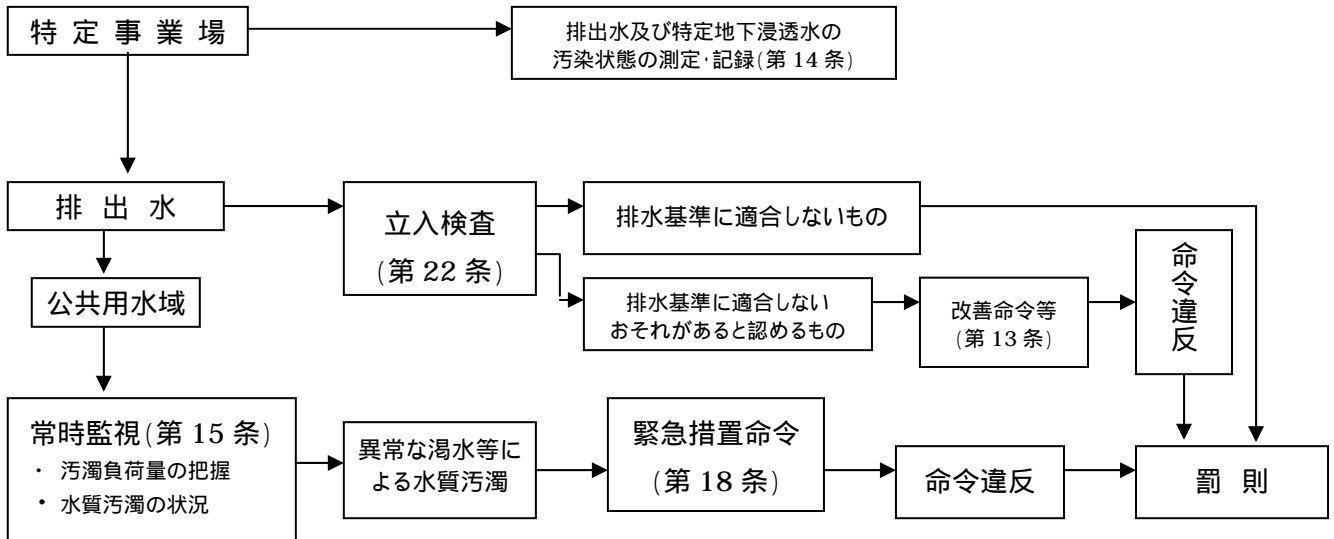 特 定 事 業 場
排出水及び特定地下浸透水の
汚染状態の測定･記録(第 14 条)
排 出 水
立入検査
(第 22 条)
排水基準に適合しないもの
命令違反
公共用水域
排水基準に適合しない
おそれがあると認めるもの
改善命令等
(第 13 条)
常時監視(第 15 条)
・ 汚濁負荷量の把握
・ 水質汚濁の状況
異常な渇水等に
よる水質汚濁
緊急措置命令
(第 18 条)
命令違反
罰 則